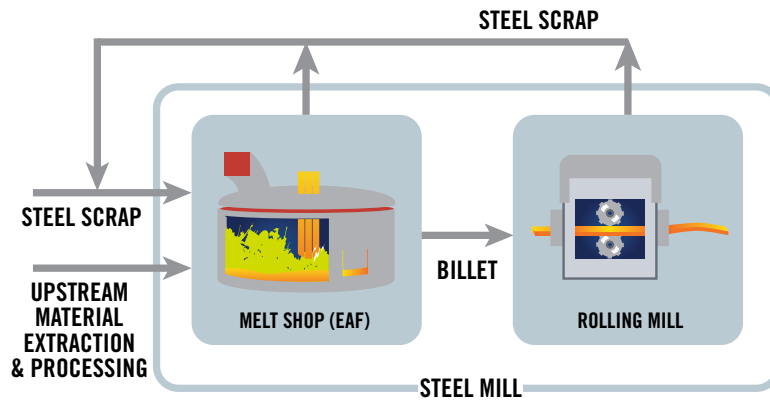 STEEL SCRAP
STEEL SCRAP
UPSTREAM
MATERIAL
EXTRACTION
& PROCESSING
MELT SHOP (EAF)
BILLET
ROLLING MILL
STEEL MILL